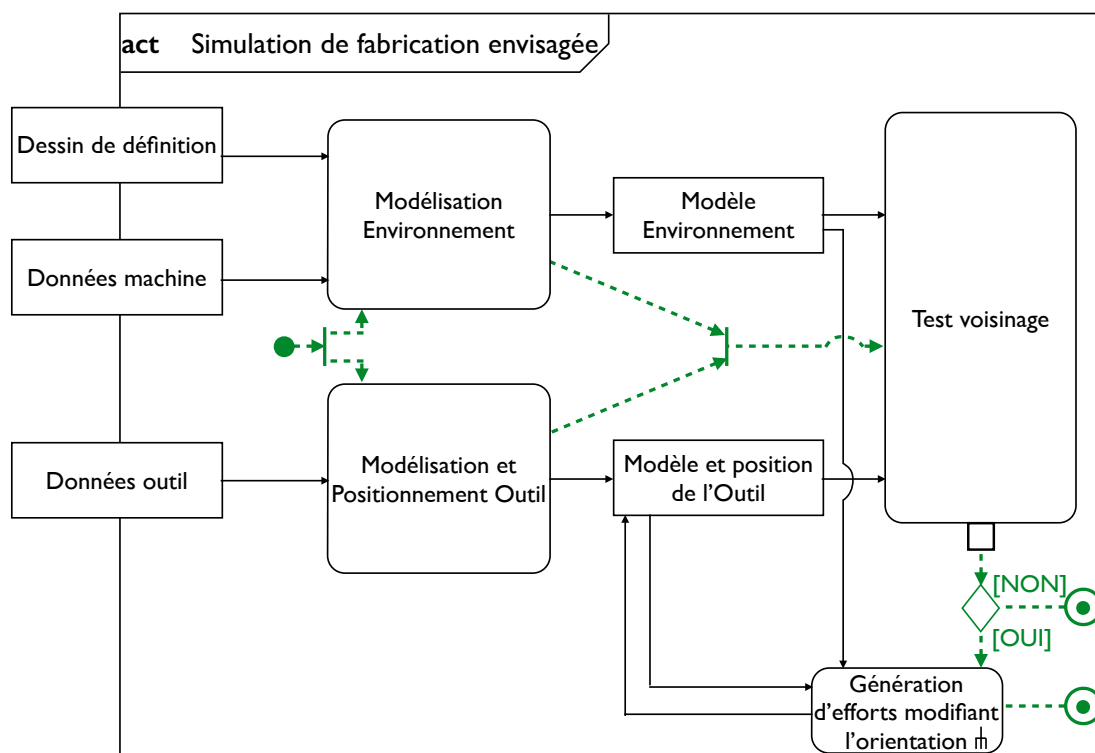 act Simulation de fabrication envisagée
Dessin de définition
Modélisation
Environnement
Modèle
Environnement
Données machine
Test voisinage
Données outil
Modélisation et
Positionnement Outil
Modèle et position
de l'Outil
[NON]
[OUI]
Génération
d'efforts modifiant
l'orientation